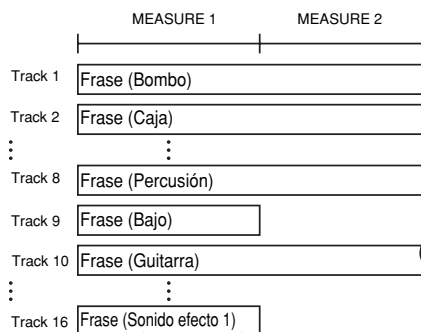 MEASURE 1 MEASURE 2
Track 1 Frase (Bombo)
Track 2 Frase (Caja)
Track 8 Frase (Percusión)
Track 9 Frase (Bajo)
Track 10 Frase (Guitarra)
Track 16 Frase (Sonido efecto 1)